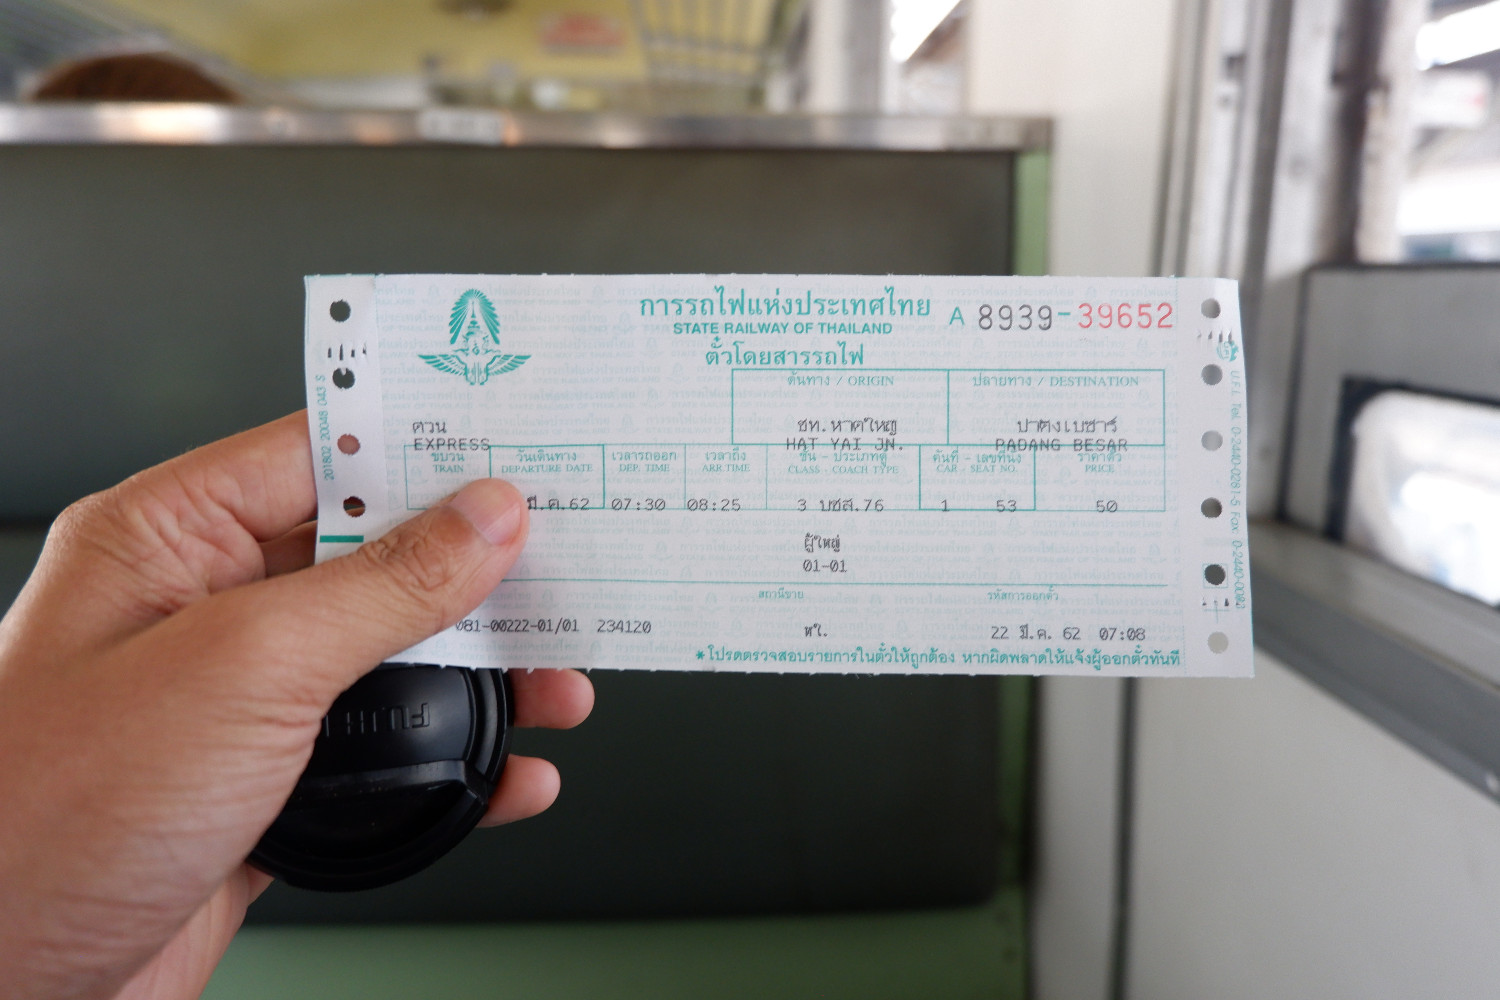 การรถไฟแห่งประเทศไทย
A 8939-39652
STATE RAILWAY OF THAILAND
ตั๋วโดยสารรถไฟ
ต้นทาง / ORIGIN
ปลายทาง / DESTINATION
ด่วน
ชท.หาดใหญ่
ปาดังเบซาร์
EXPRESS
HAT YAI JN.
PADANG BESAR
ขบวน
วันเดินทาง
เวลารถออก
เวลาถึง
ชั้น - ประเภทตู้
คันที่ - เลขที่นั่ง
ราคาตั๋ว
TRAIN
DEPARTURE DATE
DEP. TIME
ARR.TIME
CLASS - COACH TYPE
CAR - SEAT NO.
PRICE
มี.ค.62
07:30
08:25
3 บชส.76
1
53
50
ผู้ใหญ่
01-01
สถานีขาย
รหัสการออกตั๋ว
081-00222-01/01 234120
หใ.
22 มี.ค. 62 07:08
*โปรดตรวจสอบรายการในตั๋วให้ถูกต้อง หากผิดพลาดให้แจ้งผู้ออกตั๋วทันที
201802 20048 043 S